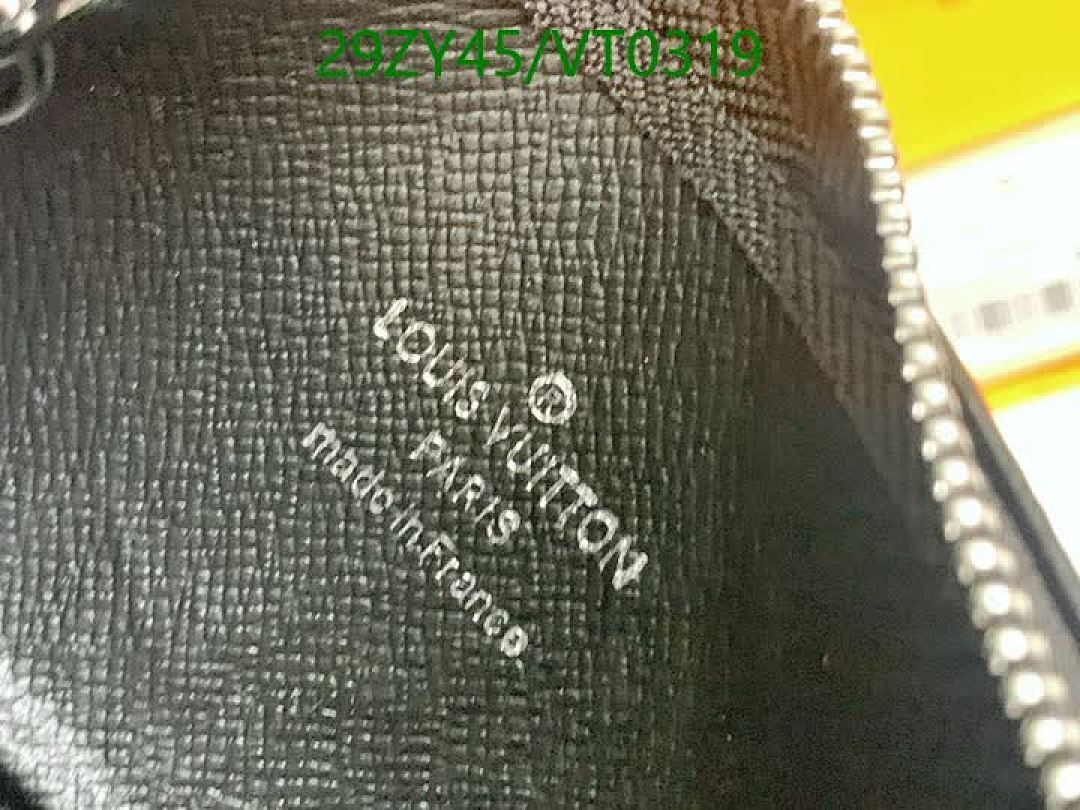 29ZY45/VT0319
®
LOUIS VUITTON
PARIS
made in France